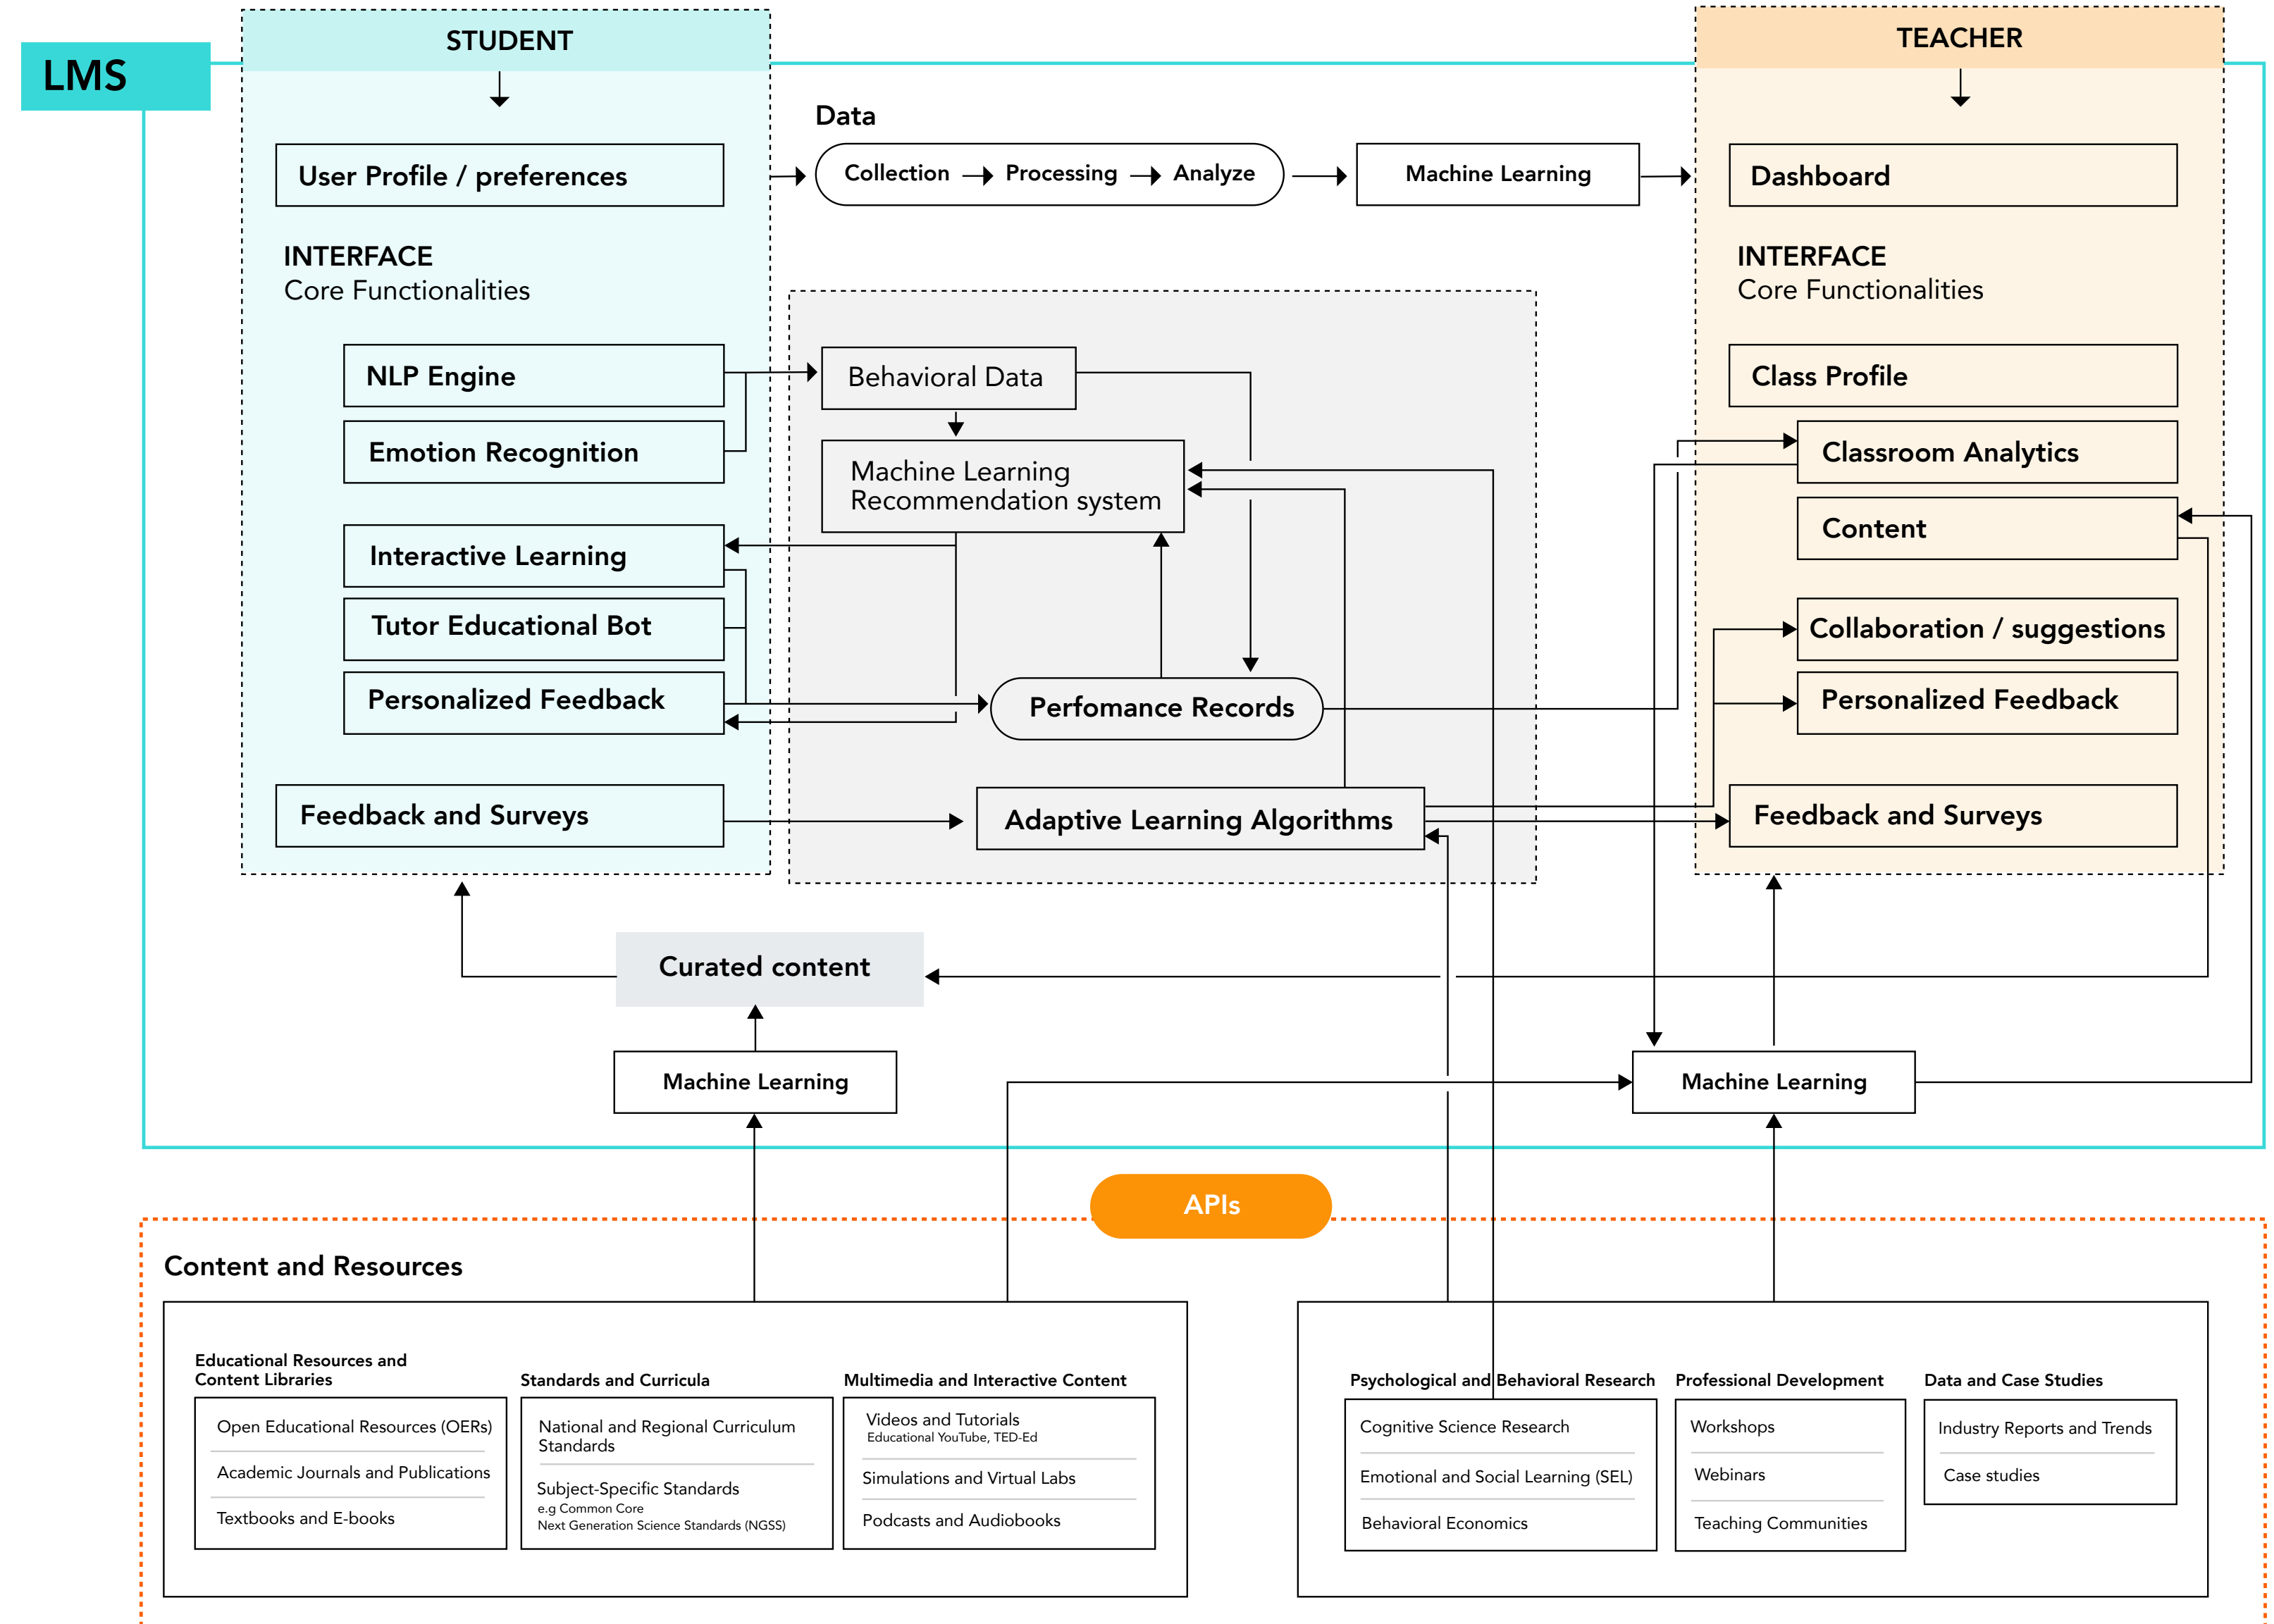 LMS
STUDENT
TEACHER
Data
User Profile / preferences
Collection
Processing
Analyze
Machine Learning
Dashboard
INTERFACE
Core Functionalities
INTERFACE
Core Functionalities
NLP Engine
Emotion Recognition
Interactive Learning
Tutor Educational Bot
Personalized Feedback
Feedback and Surveys
Behavioral Data
Machine Learning
Recommendation system
Perfomance Records
Adaptive Learning Algorithms
Class Profile
Classroom Analytics
Content
Collaboration / suggestions
Personalized Feedback
Feedback and Surveys
Curated content
Machine Learning
Machine Learning
APIs
Content and Resources
Educational Resources and
Content Libraries
Open Educational Resources (OERs)
Academic Journals and Publications
Textbooks and E-books
Standards and Curricula
National and Regional Curriculum
Standards
Subject-Specific Standards
e.g Common Core
Next Generation Science Standards (NGSS)
Multimedia and Interactive Content
Videos and Tutorials
Educational YouTube, TED-Ed
Simulations and Virtual Labs
Podcasts and Audiobooks
Psychological and Behavioral Research
Cognitive Science Research
Emotional and Social Learning (SEL)
Behavioral Economics
Professional Development
Workshops
Webinars
Teaching Communities
Data and Case Studies
Industry Reports and Trends
Case studies